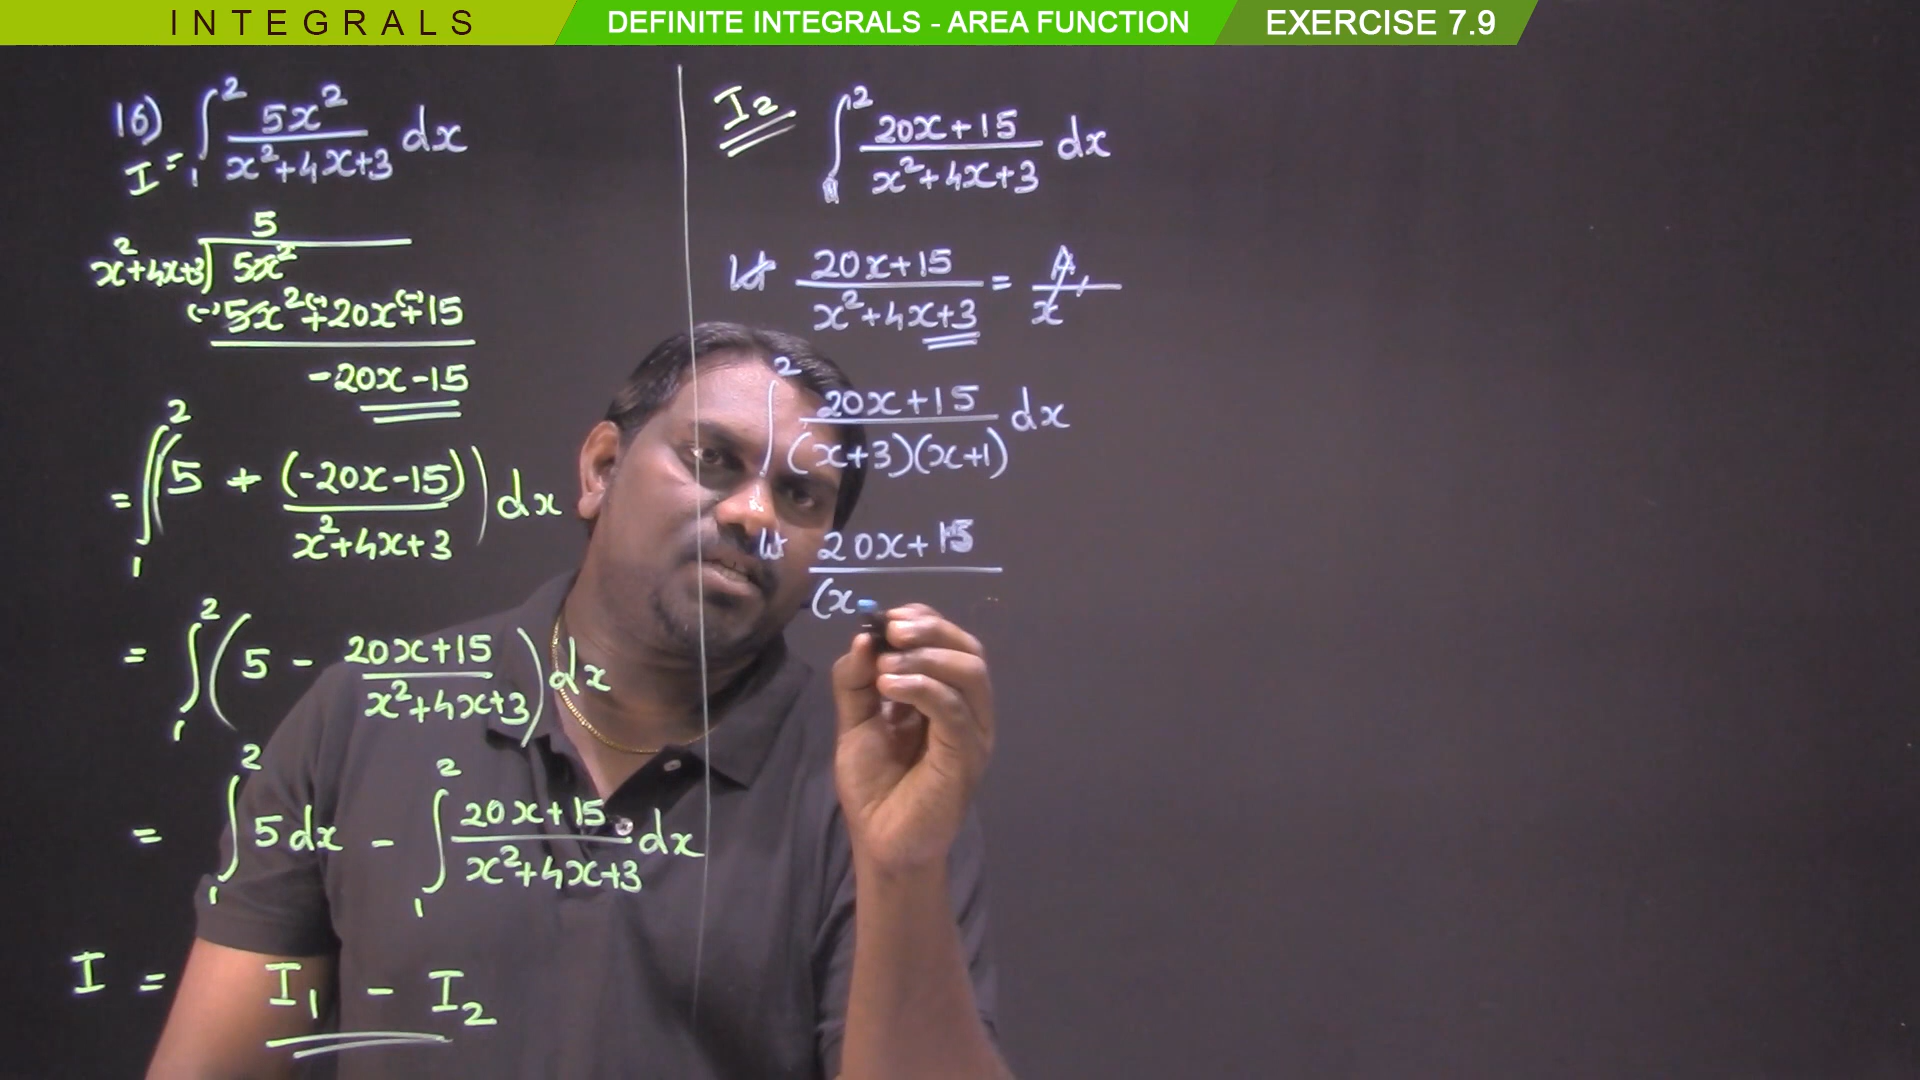 INTEGRALS
DEFINITE INTEGRALS - AREA FUNCTION
EXERCISE 7.9
16) I = ∫₁² 5x²/(x²+4x+3) dx
5
x²+4x+3) 5x²
(-)5x² (-)+20x (-)+15
-20x-15
= ∫₁² (5 + (-20x-15)/(x²+4x+3)) dx
= ∫₁² (5 - (20x+15)/(x²+4x+3)) dx
= ∫₁² 5dx - ∫₁² (20x+15)/(x²+4x+3) dx
I = I₁ - I₂
I₂ ∫² (20x+15)/(x²+4x+3) dx
let (20x+15)/(x²+4x+3) = A/x
∫² (20x+15)/((x+3)(x+1)) dx
let 20x+15
(x